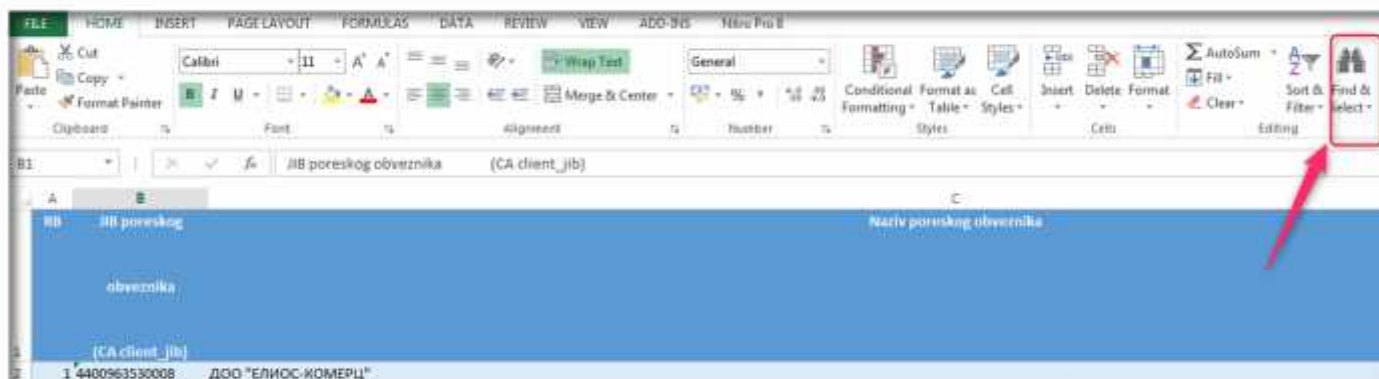 FILE HOME INSERT PAGE LAYOUT FORMULAS DATA REVIEW VIEW ADD-INS Nitro Pro 8
Cut
Copy
Format Painter
Paste
Clipboard
Calibri 11 A A
B I U A
Font
Wrap Text
Merge & Center
Alignment
General
%
Number
Conditional Formatting
Format as Table
Cell Styles
Styles
Insert Delete Format
Cells
AutoSum
Fill
Clear
Sort & Filter
Find & Select
Editing
B1 fx JIB poreskog obveznika (CA client_jib)
A B C
JIB poreskog
obveznika
(CA client_jib)
Naziv poreskog obveznika
1
2 1 4400963530008 ДОО "ЕЛИОС-КОМЕРЦ"